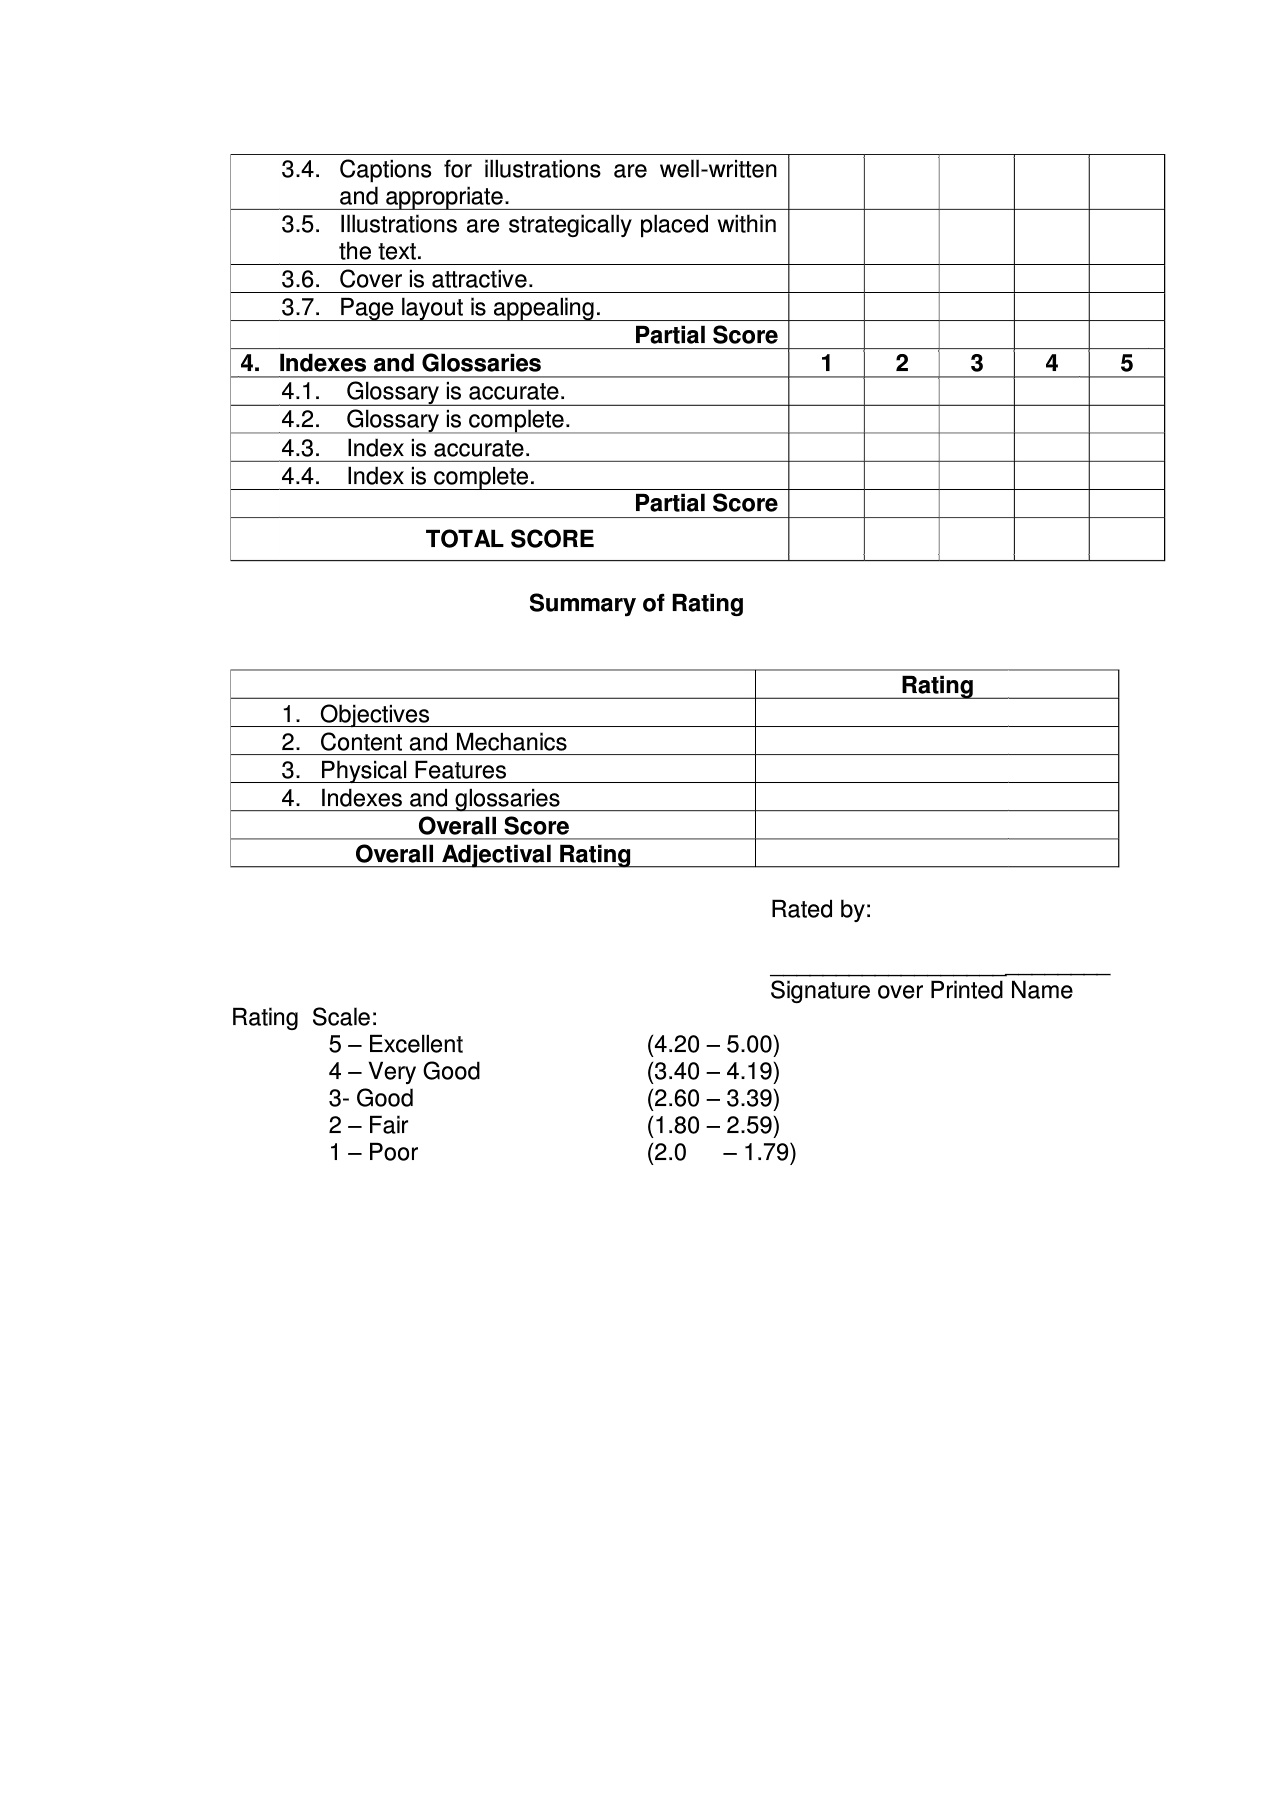 3.4. Captions for illustrations are well-written
and appropriate.
3.5. Illustrations are strategically placed within
the text.
3.6. Cover is attractive.
3.7. Page layout is appealing.
Partial Score
4. Indexes and Glossaries 1 2 3 4 5
4.1. Glossary is accurate.
4.2. Glossary is complete.
4.3. Index is accurate.
4.4. Index is complete.
Partial Score
TOTAL SCORE
Summary of Rating
Rating
1. Objectives
2. Content and Mechanics
3. Physical Features
4. Indexes and glossaries
Overall Score
Overall Adjectival Rating
Rated by:
__________________________
Signature over Printed Name
Rating Scale:
5 – Excellent (4.20 – 5.00)
4 – Very Good (3.40 – 4.19)
3- Good (2.60 – 3.39)
2 – Fair (1.80 – 2.59)
1 – Poor (2.0 – 1.79)